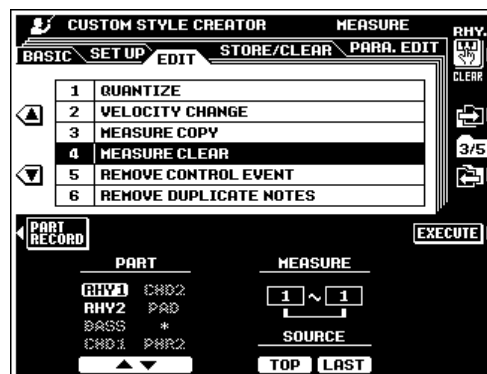 CUSTOM STYLE CREATOR MEASURE
RHY.
BASIC SET UP EDIT STORE/CLEAR PARA. EDIT
CLEAR
1 QUANTIZE
2 VELOCITY CHANGE
3 MEASURE COPY
4 MEASURE CLEAR
3/5
5 REMOVE CONTROL EVENT
6 REMOVE DUPLICATE NOTES
PART RECORD
EXECUTE
PART MEASURE
RHY1 CHD2
1 ~ 1
RHY2 PAD
BASS *
SOURCE
CHD1 PHR2
TOP LAST